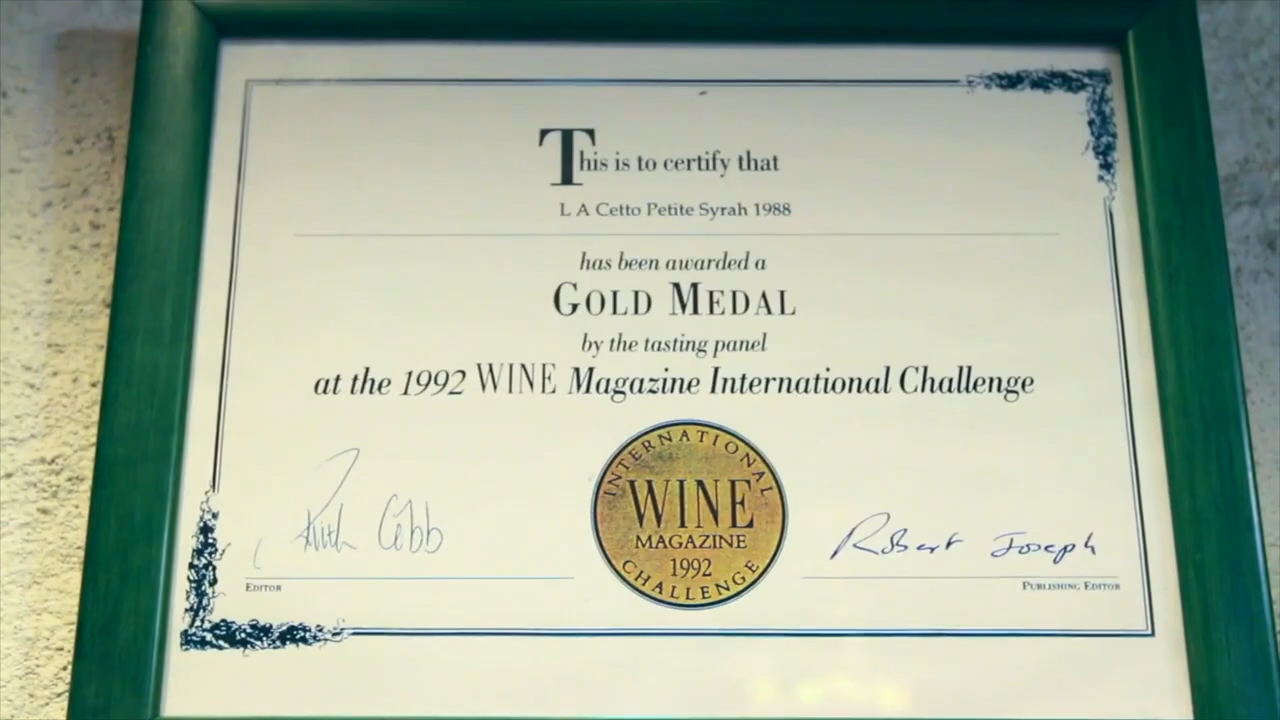 This is to certify that
L A Cetto Petite Syrah 1988
has been awarded a
GOLD MEDAL
by the tasting panel
at the 1992 WINE Magazine International Challenge
INTERNATIONAL
WINE
MAGAZINE
1992
CHALLENGE
Robert Joseph
EDITOR
PUBLISHING EDITOR